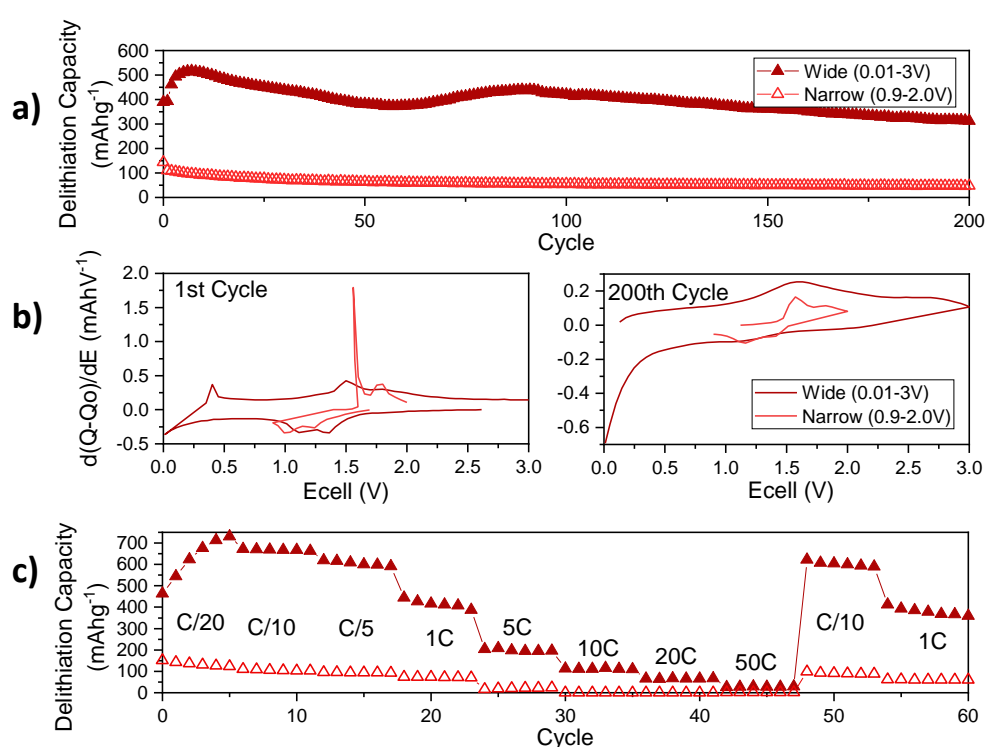 a)
Delithiation Capacity
(mAhg⁻¹)
600
500
400
300
200
100
0
Wide (0.01-3V)
Narrow (0.9-2.0V)
0
50
100
150
200
Cycle
b)
d(Q-Qo)/dE (mAhV⁻¹)
2.0
1.5
1.0
0.5
0.0
-0.5
1st Cycle
0.0
0.5
1.0
1.5
2.0
2.5
3.0
Ecell (V)
0.2
0.0
-0.2
-0.4
-0.6
200th Cycle
Wide (0.01-3V)
Narrow (0.9-2.0V)
0.0
0.5
1.0
1.5
2.0
2.5
3.0
Ecell (V)
c)
Delithiation Capacity
(mAhg⁻¹)
700
600
500
400
300
200
100
0
C/20
C/10
C/5
1C
5C
10C
20C
50C
C/10
1C
0
10
20
30
40
50
60
Cycle